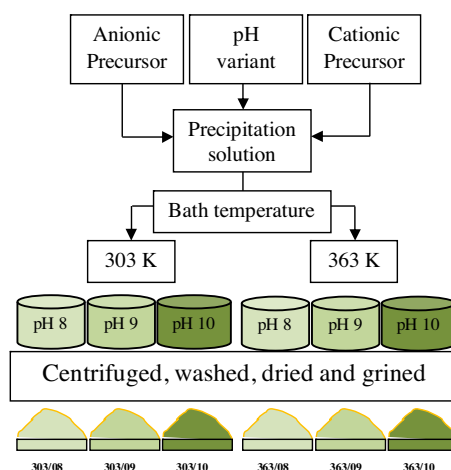 Anionic
Precursor
pH
variant
Cationic
Precursor
Precipitation
solution
Bath temperature
303 K
363 K
pH 8
pH 9
pH 10
pH 8
pH 9
pH 10
Centrifuged, washed, dried and grined
303/08
303/09
303/10
363/08
363/09
363/10